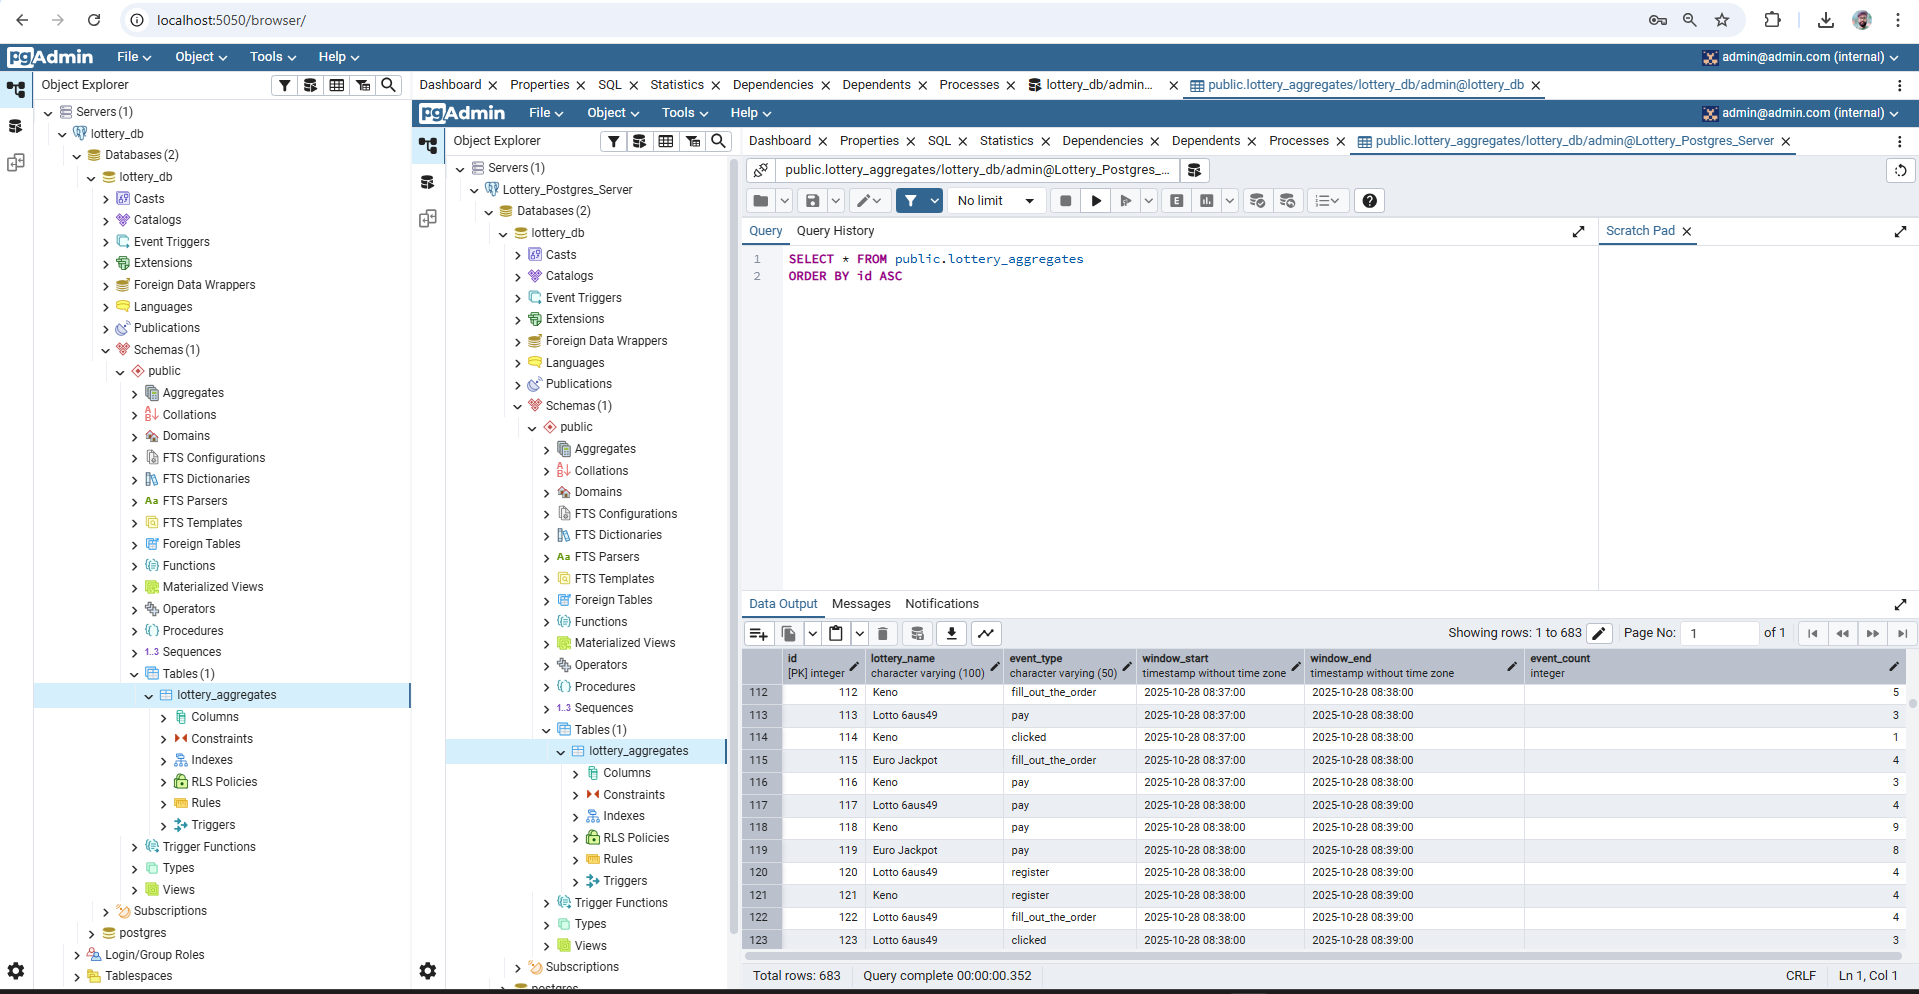 localhost:5050/browser/
pgAdmin File Object Tools Help admin@admin.com (internal)
Object Explorer
Dashboard Properties SQL Statistics Dependencies Dependents Processes lottery_db/admin... public.lottery_aggregates/lottery_db/admin@lottery_db
Servers (1)
lottery_db
Databases (2)
lottery_db
Casts
Catalogs
Event Triggers
Extensions
Foreign Data Wrappers
Languages
Publications
Schemas (1)
public
Aggregates
Collations
Domains
FTS Configurations
FTS Dictionaries
Aa FTS Parsers
FTS Templates
Foreign Tables
Functions
Materialized Views
Operators
Procedures
1..3 Sequences
Tables (1)
lottery_aggregates
Columns
Constraints
Indexes
RLS Policies
Rules
Triggers
Trigger Functions
Types
Views
Subscriptions
postgres
Login/Group Roles
Tablespaces
pgAdmin File Object Tools Help admin@admin.com (internal)
Object Explorer
Dashboard Properties SQL Statistics Dependencies Dependents Processes public.lottery_aggregates/lottery_db/admin@Lottery_Postgres_Server
Servers (1)
Lottery_Postgres_Server
Databases (2)
lottery_db
Casts
Catalogs
Event Triggers
Extensions
Foreign Data Wrappers
Languages
Publications
Schemas (1)
public
Aggregates
Collations
Domains
FTS Configurations
FTS Dictionaries
Aa FTS Parsers
FTS Templates
Foreign Tables
Functions
Materialized Views
Operators
Procedures
1..3 Sequences
Tables (1)
lottery_aggregates
Columns
Constraints
Indexes
RLS Policies
Rules
Triggers
Trigger Functions
Types
Views
Subscriptions
postgres
public.lottery_aggregates/lottery_db/admin@Lottery_Postgres_...
No limit E
Query Query History Scratch Pad
1 SELECT * FROM public.lottery_aggregates
2 ORDER BY id ASC
Data Output Messages Notifications
Showing rows: 1 to 683 Page No: 1 of 1
id lottery_name event_type window_start window_end event_count
[PK] integer character varying (100) character varying (50) timestamp without time zone timestamp without time zone integer
112 112 Keno fill_out_the_order 2025-10-28 08:37:00 2025-10-28 08:38:00 5
113 113 Lotto 6aus49 pay 2025-10-28 08:37:00 2025-10-28 08:38:00 3
114 114 Keno clicked 2025-10-28 08:37:00 2025-10-28 08:38:00 1
115 115 Euro Jackpot fill_out_the_order 2025-10-28 08:37:00 2025-10-28 08:38:00 4
116 116 Keno pay 2025-10-28 08:37:00 2025-10-28 08:38:00 3
117 117 Lotto 6aus49 pay 2025-10-28 08:38:00 2025-10-28 08:39:00 4
118 118 Keno pay 2025-10-28 08:38:00 2025-10-28 08:39:00 9
119 119 Euro Jackpot pay 2025-10-28 08:38:00 2025-10-28 08:39:00 8
120 120 Lotto 6aus49 register 2025-10-28 08:38:00 2025-10-28 08:39:00 4
121 121 Keno register 2025-10-28 08:38:00 2025-10-28 08:39:00 4
122 122 Lotto 6aus49 fill_out_the_order 2025-10-28 08:38:00 2025-10-28 08:39:00 4
123 123 Lotto 6aus49 clicked 2025-10-28 08:38:00 2025-10-28 08:39:00 3
Total rows: 683 Query complete 00:00:00.352 CRLF Ln 1, Col 1